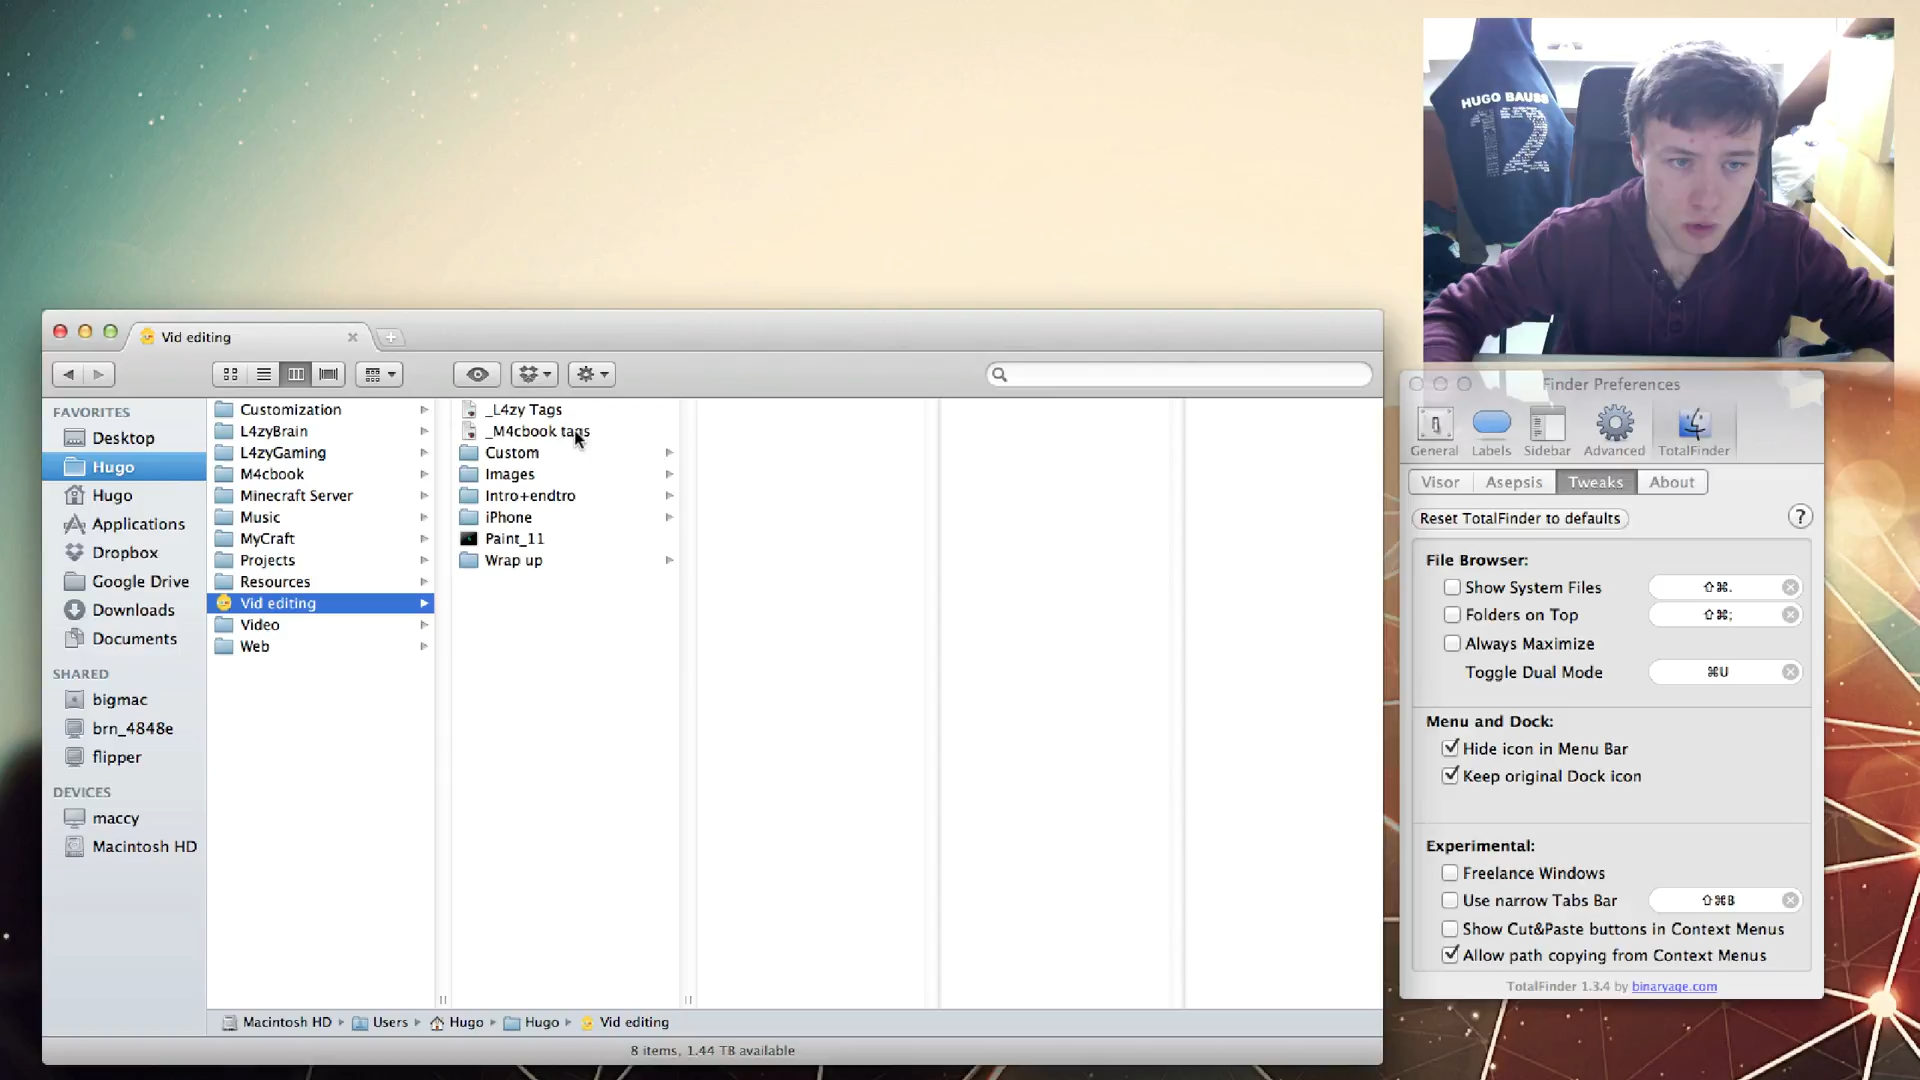 HUGO BAUSS
12
Vid editing
FAVORITES
Desktop
Hugo
Hugo
Applications
Dropbox
Google Drive
Downloads
Documents
SHARED
bigmac
brn_4848e
flipper
DEVICES
maccy
Macintosh HD
Customization
L4zyBrain
L4zyGaming
M4cbook
Minecraft Server
Music
MyCraft
Projects
Resources
Vid editing
Video
Web
_L4zy Tags
_M4cbook tags
Custom
Images
Intro+endtro
iPhone
Paint_11
Wrap up
Macintosh HD ▸ Users ▸ Hugo ▸ Hugo ▸ Vid editing
8 items, 1.44 TB available
Finder Preferences
General Labels Sidebar Advanced TotalFinder
Visor Asepsis Tweaks About
Reset TotalFinder to defaults ?
File Browser:
Show System Files ⇧⌘.
Folders on Top ⇧⌘;
Always Maximize
Toggle Dual Mode ⌘U
Menu and Dock:
Hide icon in Menu Bar
Keep original Dock icon
Experimental:
Freelance Windows
Use narrow Tabs Bar ⇧⌘B
Show Cut&Paste buttons in Context Menus
Allow path copying from Context Menus
TotalFinder 1.3.4 by binaryage.com